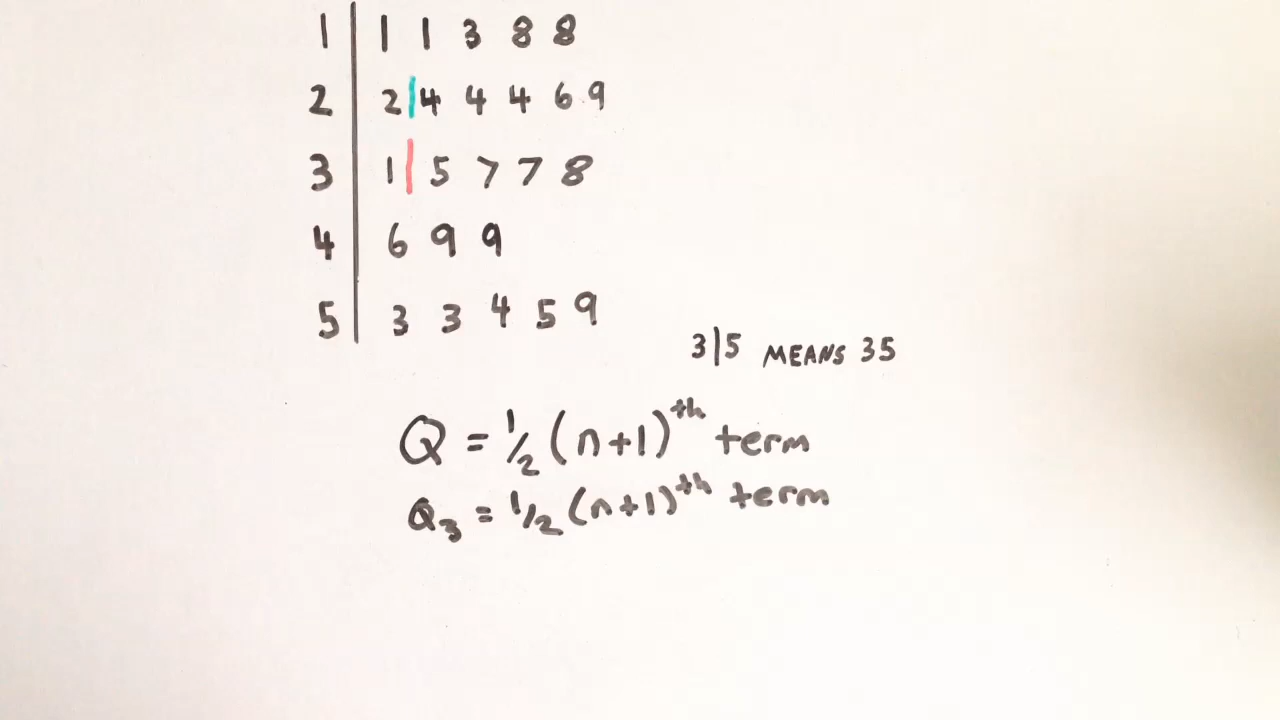 1 | 1 1 3 8 8
2 | 2|4 4 4 6 9
3 | 1|5 7 7 8
4 | 6 9 9
5 | 3 3 4 5 9
3|5 MEANS 35
Q = 1/2 (n+1)th term
Q3 = 1/2 (n+1)th term